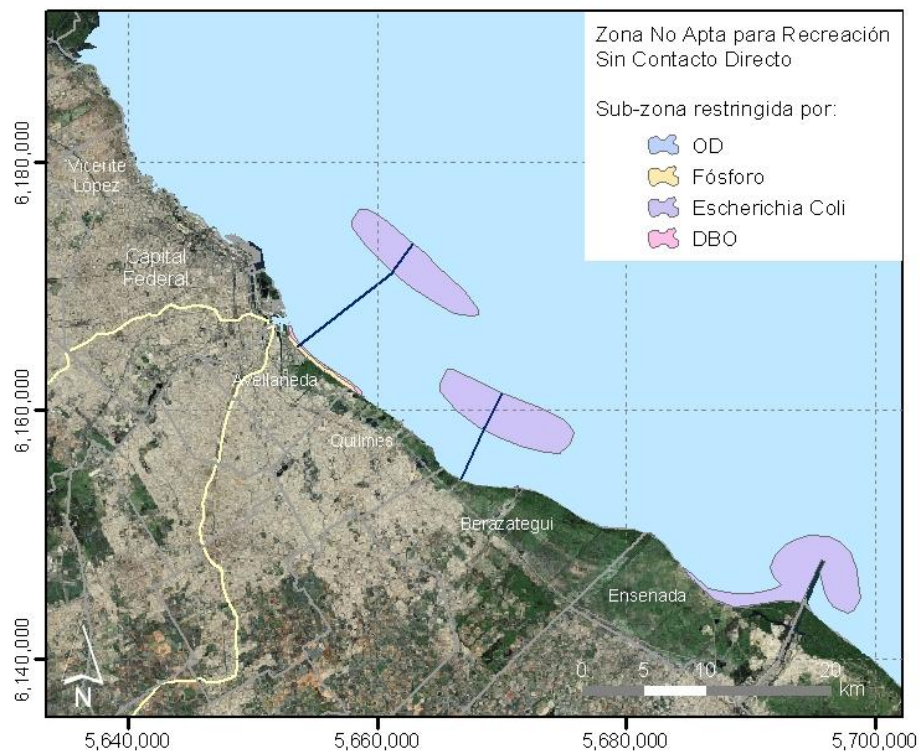 Zona No Apta para Recreación
Sin Contacto Directo
Sub-zona restringida por:
OD
Fósforo
Escherichia Coli
DBO
6,180,000
6,160,000
6,140,000
Vicente
López
Capital
Federal
Avellaneda
Quilmes
Berazategui
Ensenada
0 5 10 20
km
N
5,640,000 5,660,000 5,680,000 5,700,000